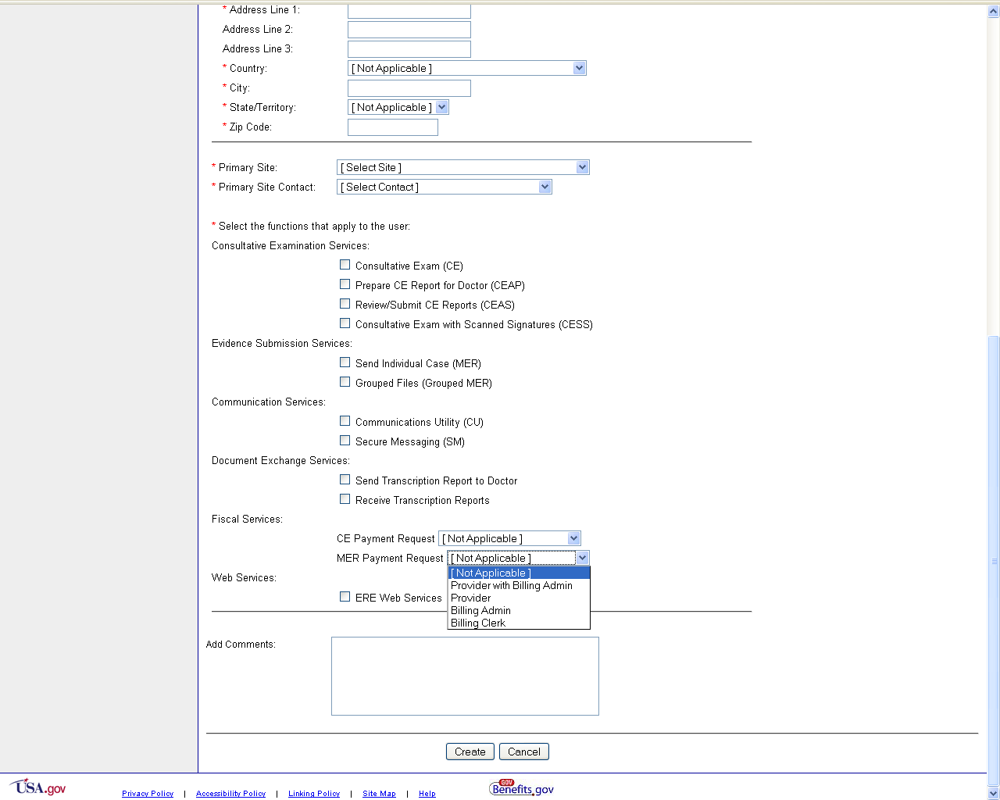 * Address Line 1:
Address Line 2:
Address Line 3:
* Country: [ Not Applicable ]
* City:
* State/Territory: [ Not Applicable ]
* Zip Code:
* Primary Site: [ Select Site ]
* Primary Site Contact: [ Select Contact ]
* Select the functions that apply to the user:
Consultative Examination Services:
Consultative Exam (CE)
Prepare CE Report for Doctor (CEAP)
Review/Submit CE Reports (CEAS)
Consultative Exam with Scanned Signatures (CESS)
Evidence Submission Services:
Send Individual Case (MER)
Grouped Files (Grouped MER)
Communication Services:
Communications Utility (CU)
Secure Messaging (SM)
Document Exchange Services:
Send Transcription Report to Doctor
Receive Transcription Reports
Fiscal Services:
CE Payment Request [ Not Applicable ]
MER Payment Request [ Not Applicable ]
[ Not Applicable ]
Provider with Billing Admin
Provider
Billing Admin
Billing Clerk
Web Services:
ERE Web Services
Add Comments:
Create Cancel
USA.gov
Privacy Policy | Accessibility Policy | Linking Policy | Site Map | Help
GOV
Benefits.gov